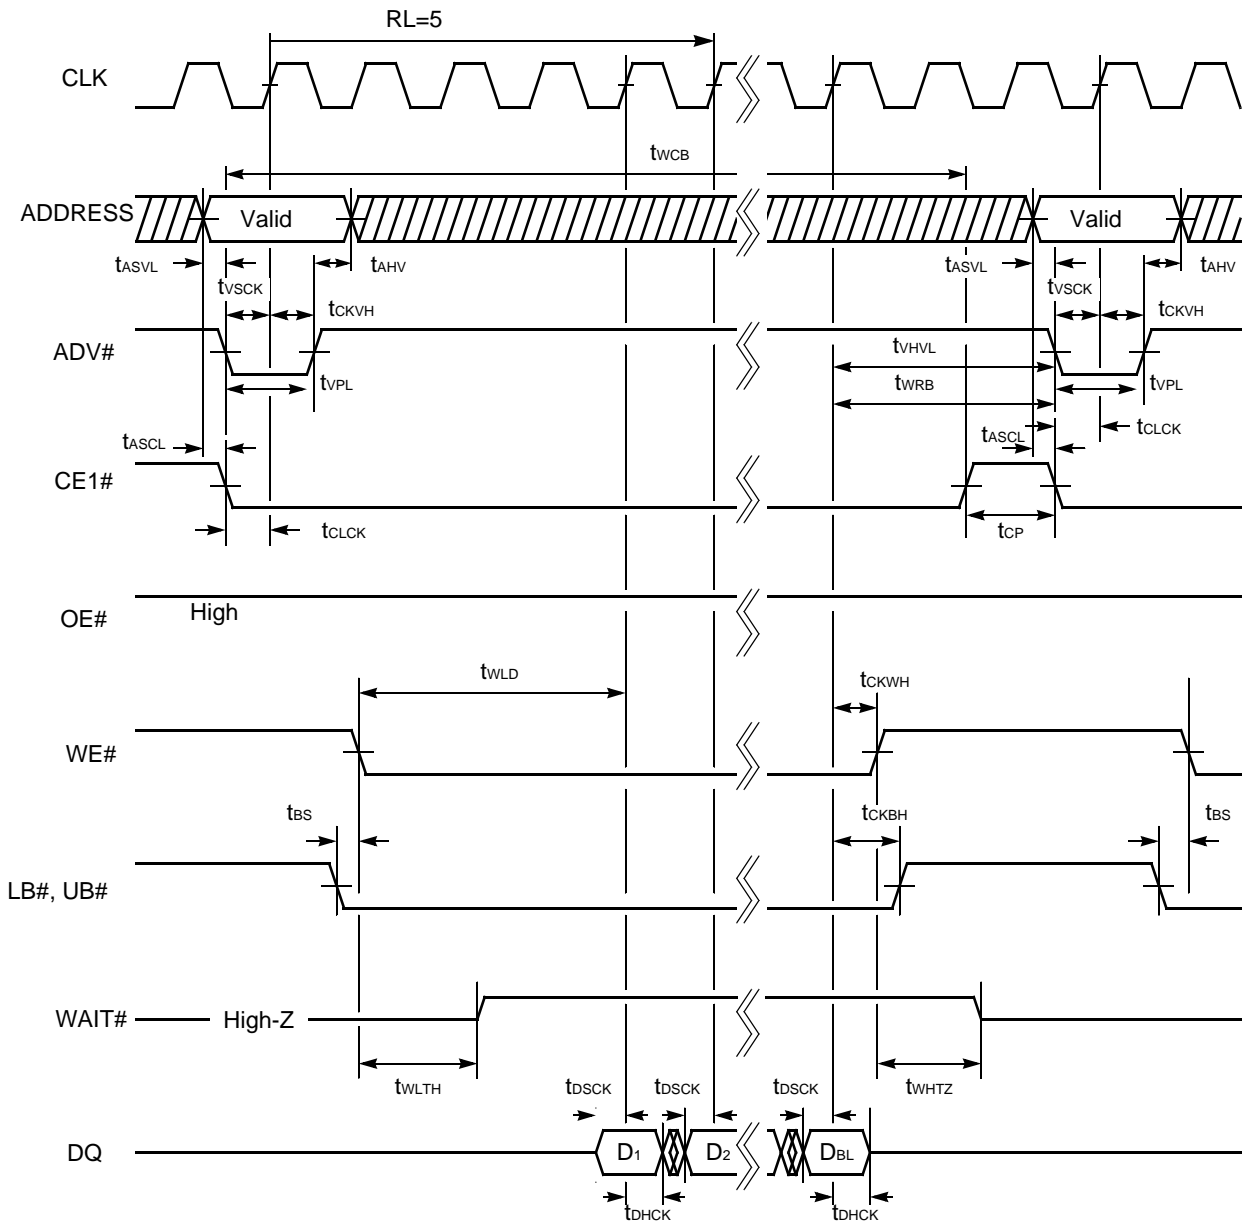 RL=5
CLK
tWCB
ADDRESS Valid Valid
tASVL tAHV tASVL tAHV
tVSCK tVSCK
tCKVH tCKVH
ADV# tVHVL
tVPL tWRB tVPL
tASCL tASCL tCLCK
CE1#
tCLCK tCP
OE# High
tWLD tCKWH
WE#
tBS tCKBH tBS
LB#, UB#
WAIT# High-Z
tWLTH tDSCK tDSCK tDSCK tWHTZ
DQ D1 D2 DBL
tDHCK tDHCK